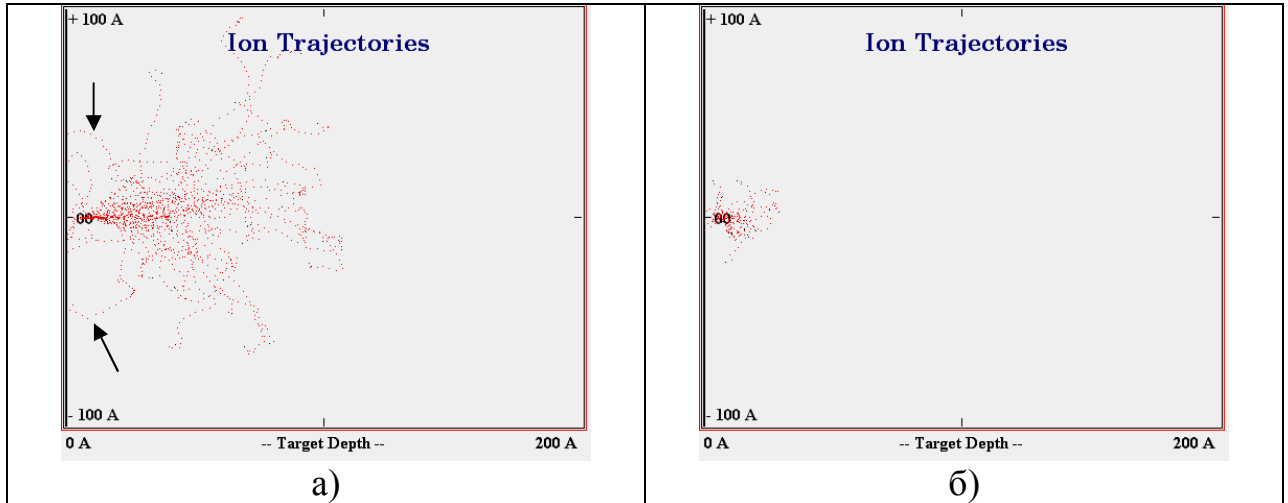 + 100 A
Ion Trajectories
00
- 100 A
0 A
-- Target Depth --
200 A
а)
+ 100 A
Ion Trajectories
00
- 100 A
0 A
-- Target Depth --
200 A
б)